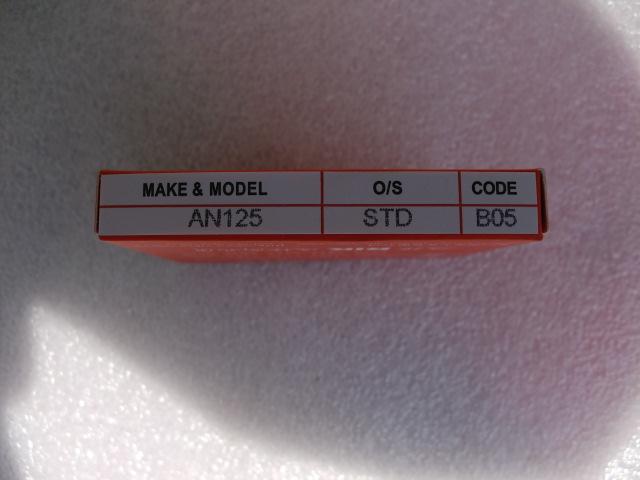 MAKE & MODEL O/S CODE
AN125 STD B05